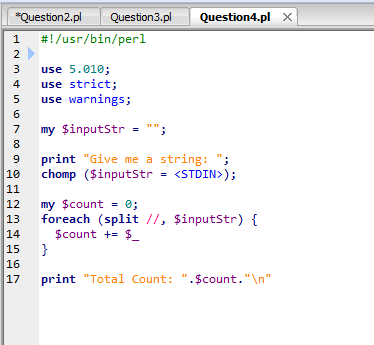 *Question2.pl Question3.pl Question4.pl
1 #!/usr/bin/perl
2
3 use 5.010;
4 use strict;
5 use warnings;
6
7 my $inputStr = "";
8
9 print "Give me a string: ";
10 chomp ($inputStr = <STDIN>);
11
12 my $count = 0;
13 foreach (split //, $inputStr) {
14   $count += $_
15 }
16
17 print "Total Count: ".$count."\n"